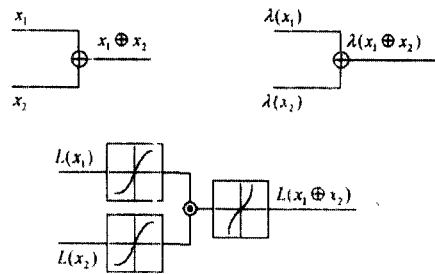 x₁
x₁ ⊕ x₂
x₂
λ(x₁)
λ(x₁ ⊕ x₂)
λ(x₂)
L(x₁)
L(x₁ ⊕ x₂)
L(x₂)